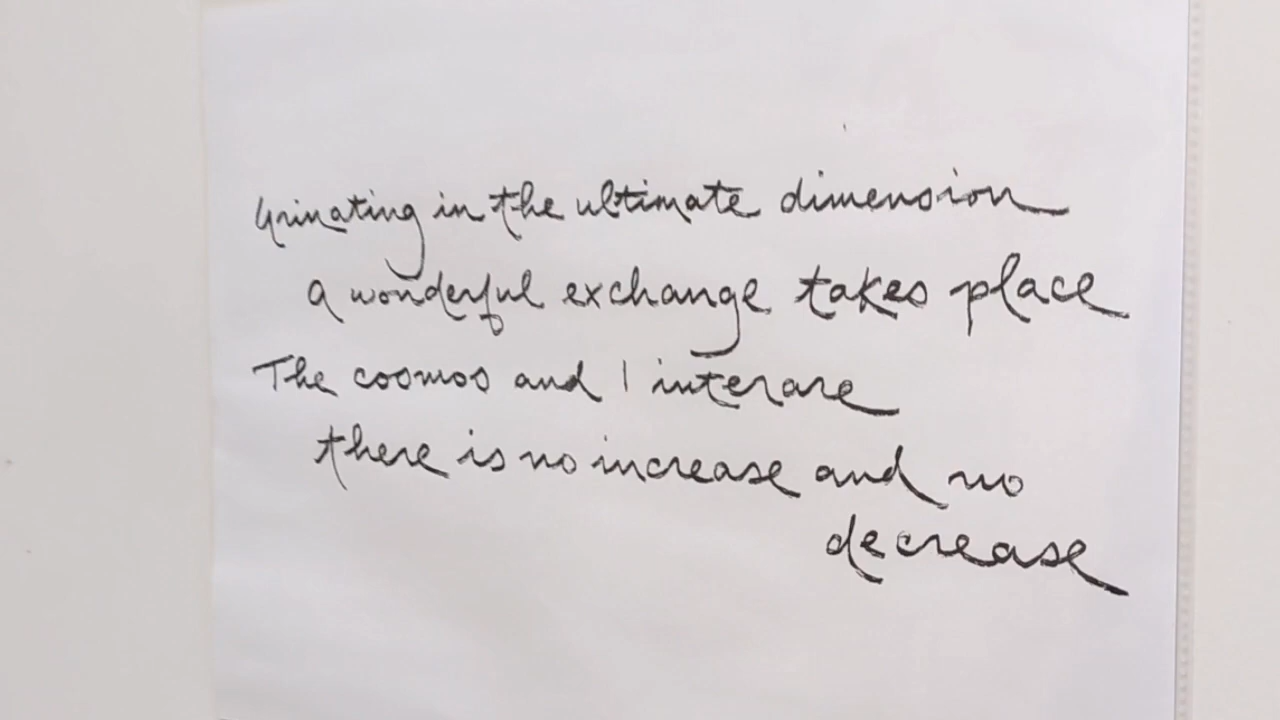 Urinating in the ultimate dimension
a wonderful exchange takes place
The cosmos and I interare
there is no increase and no
decrease